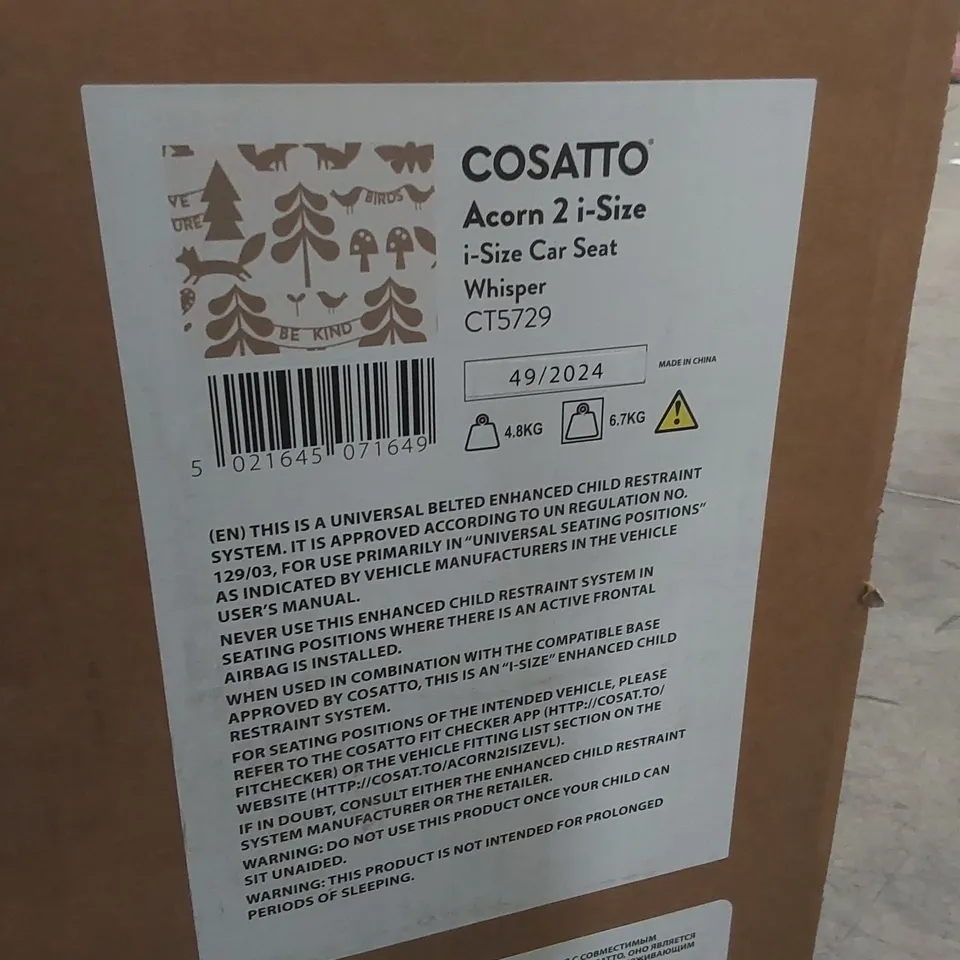 VE
URE
BIRDS
BE KIND
COSATTO
Acorn 2 i-Size
i-Size Car Seat
Whisper
CT5729
49/2024
MADE IN CHINA
4.8KG
6.7KG
5 021645 071649
(EN) THIS IS A UNIVERSAL BELTED ENHANCED CHILD RESTRAINT
SYSTEM. IT IS APPROVED ACCORDING TO UN REGULATION NO.
129/03, FOR USE PRIMARILY IN “UNIVERSAL SEATING POSITIONS”
AS INDICATED BY VEHICLE MANUFACTURERS IN THE VEHICLE
USER’S MANUAL.
NEVER USE THIS ENHANCED CHILD RESTRAINT SYSTEM IN
SEATING POSITIONS WHERE THERE IS AN ACTIVE FRONTAL
AIRBAG IS INSTALLED.
WHEN USED IN COMBINATION WITH THE COMPATIBLE BASE
APPROVED BY COSATTO, THIS IS AN “I-SIZE” ENHANCED CHILD
RESTRAINT SYSTEM.
FOR SEATING POSITIONS OF THE INTENDED VEHICLE, PLEASE
REFER TO THE COSATTO FIT CHECKER APP (HTTP://COSAT.TO/
FITCHECKER) OR THE VEHICLE FITTING LIST SECTION ON THE
WEBSITE (HTTP://COSAT.TO/ACORN2ISIZEVL).
IF IN DOUBT, CONSULT EITHER THE ENHANCED CHILD RESTRAINT
SYSTEM MANUFACTURER OR THE RETAILER.
WARNING: DO NOT USE THIS PRODUCT ONCE YOUR CHILD CAN
SIT UNAIDED.
WARNING: THIS PRODUCT IS NOT INTENDED FOR PROLONGED
PERIODS OF SLEEPING.
С СОВМЕСТИМЫМ
ОНО ЯВЛЯЕТСЯ